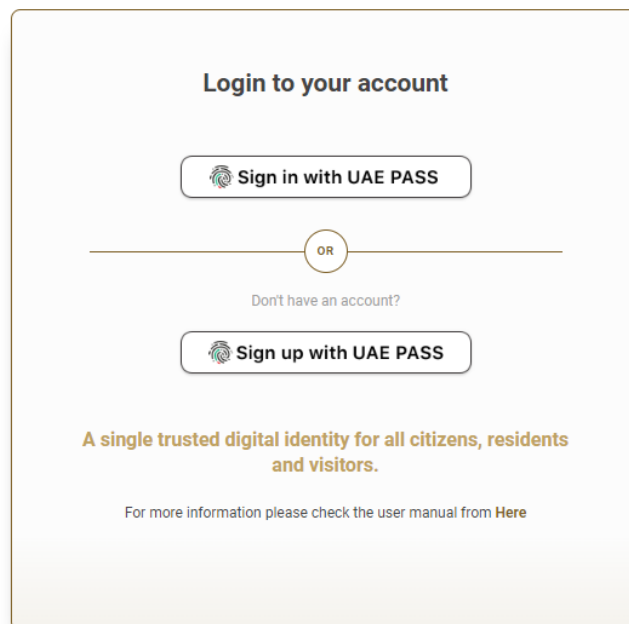 Login to your account
Sign in with UAE PASS
OR
Don't have an account?
Sign up with UAE PASS
A single trusted digital identity for all citizens, residents
and visitors.
For more information please check the user manual from Here